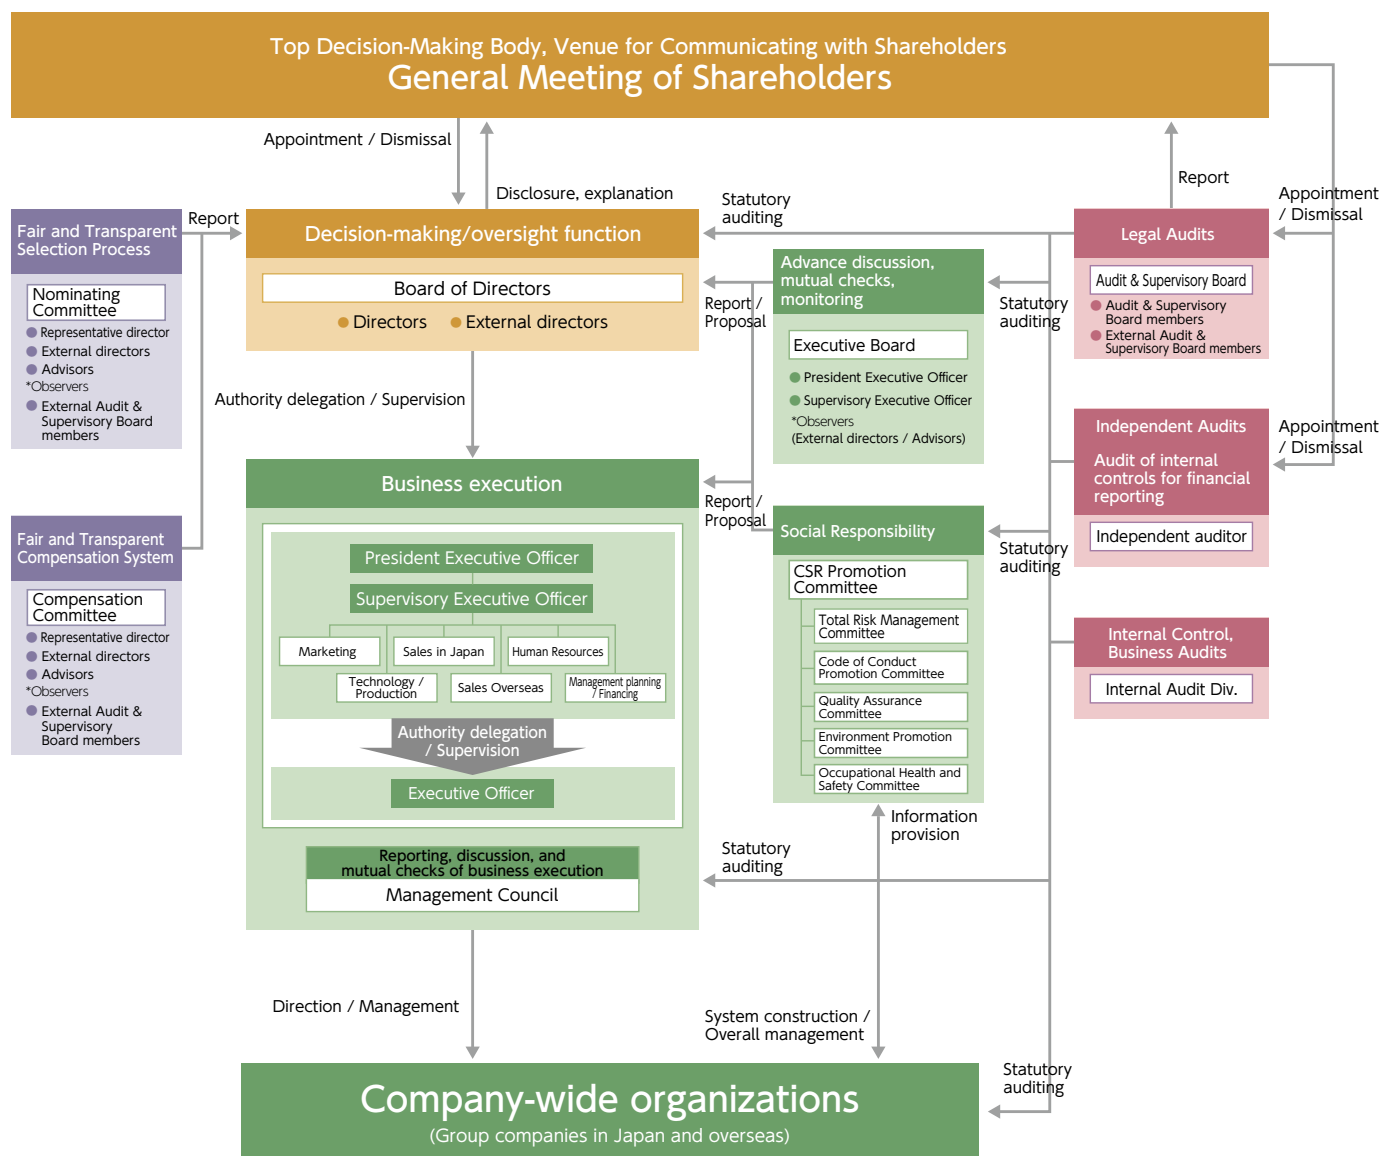 Top Decision-Making Body, Venue for Communicating with Shareholders
General Meeting of Shareholders
Appointment / Dismissal
Disclosure, explanation
Report
Appointment
/ Dismissal
Fair and Transparent
Selection Process
Nominating
Committee
Representative director
External directors
Advisors
*Observers
External Audit &
Supervisory Board
members
Report
Decision-making/oversight function
Board of Directors
Directors
External directors
Statutory
auditing
Report /
Proposal
Advance discussion,
mutual checks,
monitoring
Executive Board
President Executive Officer
Supervisory Executive Officer
*Observers
(External directors / Advisors)
Statutory
auditing
Legal Audits
Audit & Supervisory Board
Audit & Supervisory
Board members
External Audit &
Supervisory Board members
Authority delegation / Supervision
Independent Audits
Audit of internal
controls for financial
reporting
Independent auditor
Appointment
/ Dismissal
Fair and Transparent
Compensation System
Compensation
Committee
Representative director
External directors
Advisors
*Observers
External Audit &
Supervisory
Board members
Business execution
President Executive Officer
Supervisory Executive Officer
Marketing
Sales in Japan
Human Resources
Technology /
Production
Sales Overseas
Management planning
/ Financing
Authority delegation
/ Supervision
Executive Officer
Reporting, discussion, and
mutual checks of business execution
Management Council
Report /
Proposal
Social Responsibility
CSR Promotion
Committee
Total Risk Management
Committee
Code of Conduct
Promotion Committee
Quality Assurance
Committee
Environment Promotion
Committee
Occupational Health and
Safety Committee
Statutory
auditing
Internal Control,
Business Audits
Internal Audit Div.
Information
provision
Statutory
auditing
Direction / Management
System construction /
Overall management
Statutory
auditing
Company-wide organizations
(Group companies in Japan and overseas)